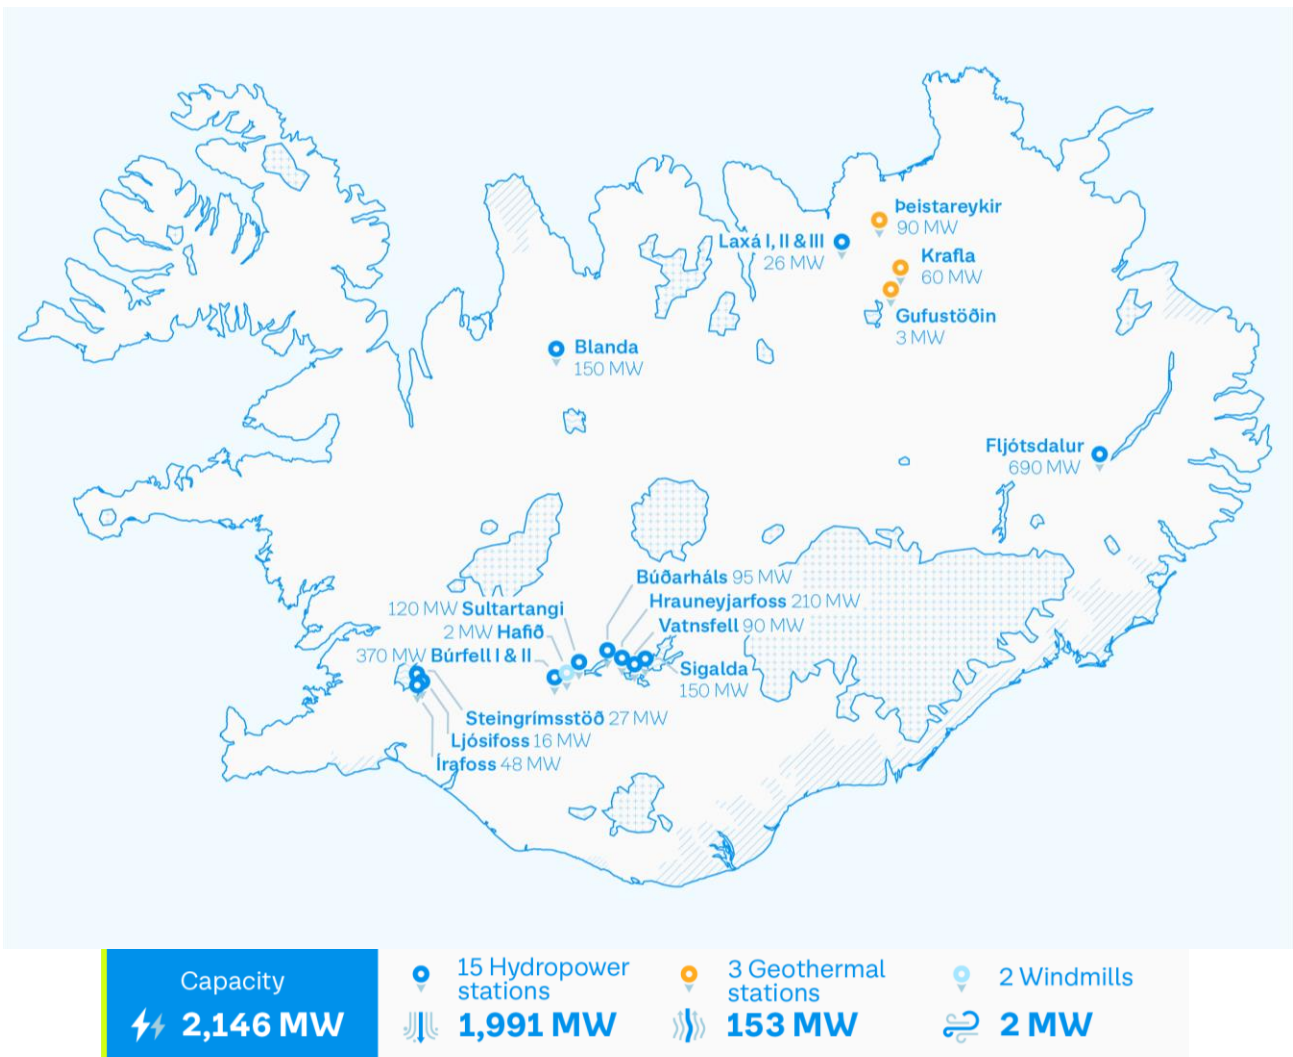 Þeistareykir
90 MW
Laxá I, II & III
26 MW
Krafla
60 MW
Gufustöðin
3 MW
Blanda
150 MW
Fljótsdalur
690 MW
Búðarháls 95 MW
120 MW Sultartangi
Hrauneyjarfoss 210 MW
2 MW Hafið
Vatnsfell 90 MW
370 MW Búrfell I & II
Sigalda
150 MW
Steingrímsstöð 27 MW
Ljósifoss 16 MW
Írafoss 48 MW
Capacity
2,146 MW
15 Hydropower
stations
1,991 MW
3 Geothermal
stations
153 MW
2 Windmills
2 MW